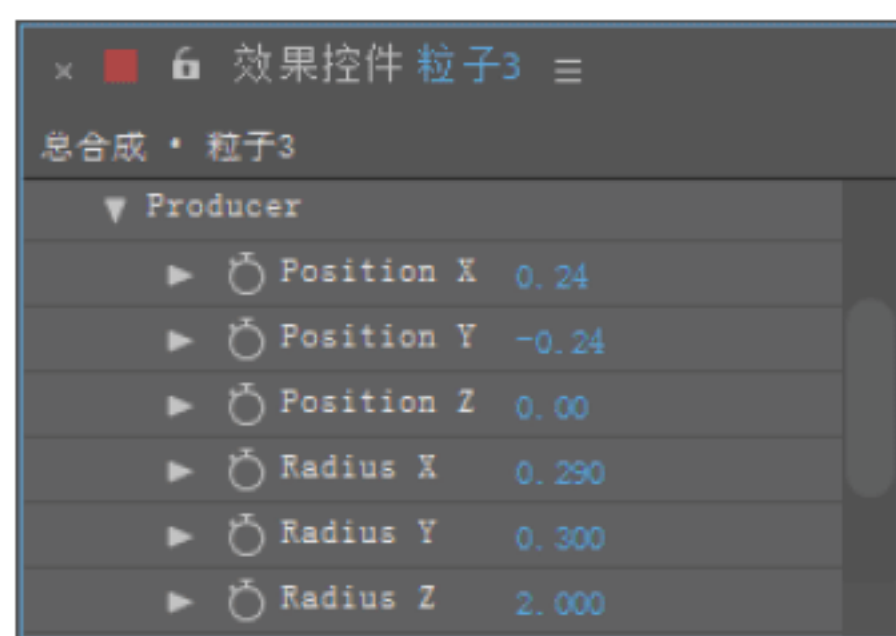 效果控件 粒子3
总合成 • 粒子3
Producer
Position X 0.24
Position Y -0.24
Position Z 0.00
Radius X 0.290
Radius Y 0.300
Radius Z 2.000